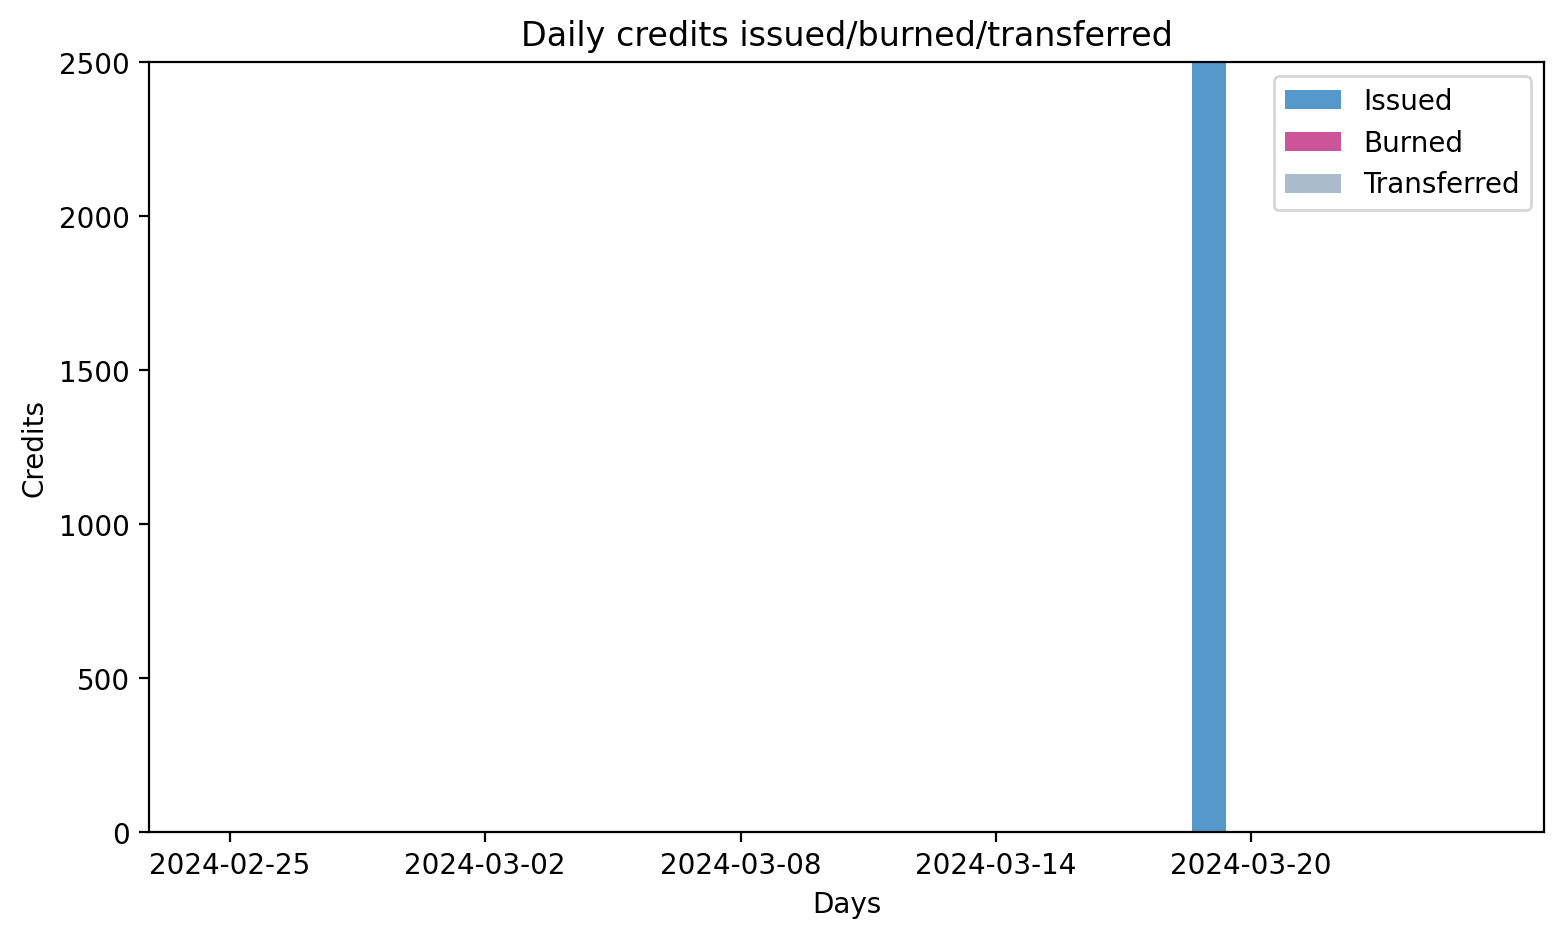 Daily credits issued/burned/transferred
2500
2000
1500
1000
500
0
Credits
Issued
Burned
Transferred
2024-02-25
2024-03-02
2024-03-08
2024-03-14
2024-03-20
Days